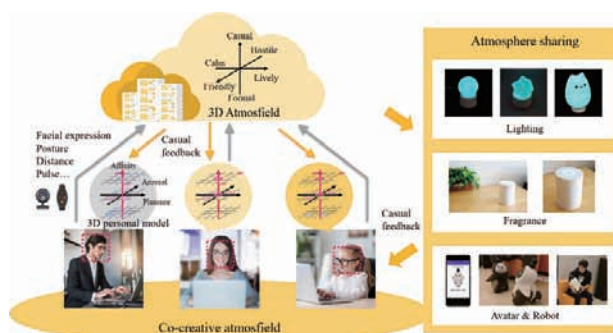 Atmosphere sharing
Casual
Hostile
Calm
Lively
Friendly
Formal
3D Atmosfield
Lighting
Facial expression
Posture
Distance
Pulse…
Casual
feedback
Affinity
Arousal
Pleasure
3D personal model
Casual
feedback
Fragrance
Co-creative atmosfield
Avatar & Robot